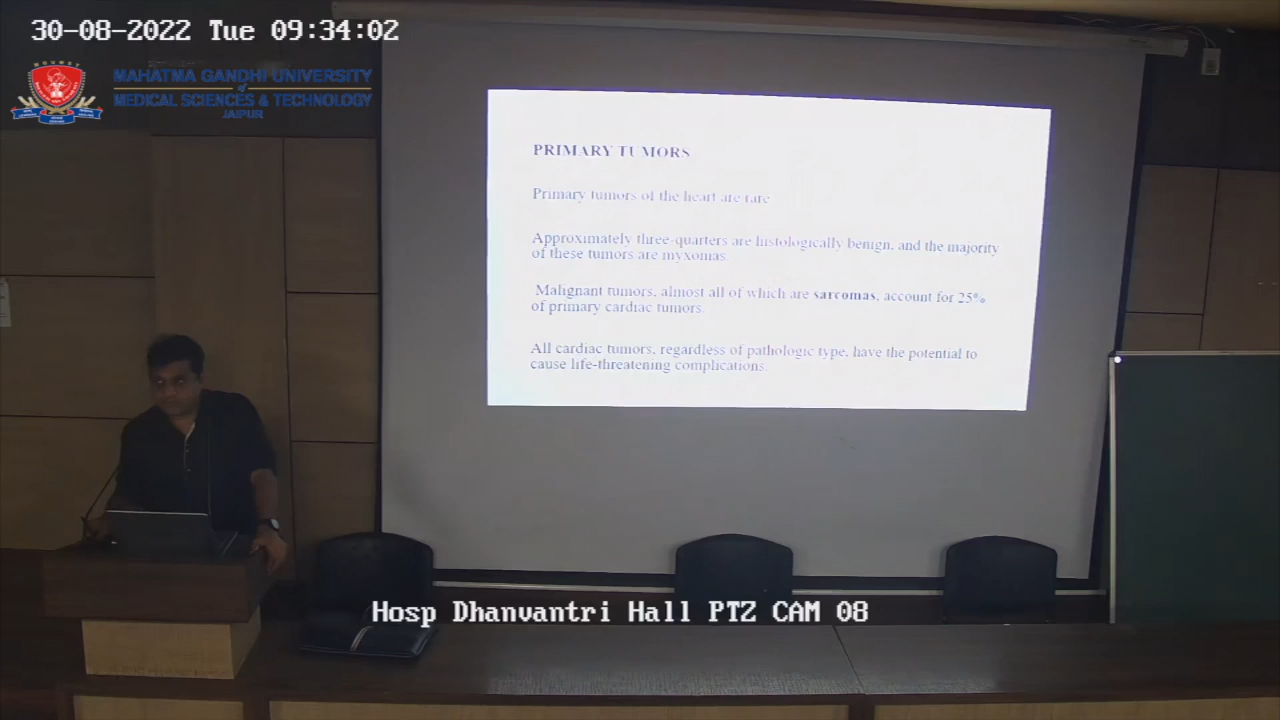 30-08-2022 Tue 09:34:02
MAHATMA GANDHI UNIVERSITY
of
MEDICAL SCIENCES & TECHNOLOGY
JAIPUR
PRIMARY TUMORS
Primary tumors of the heart are rare
Approximately three-quarters are histologically benign, and the majority
of these tumors are myxomas.
Malignant tumors, almost all of which are sarcomas, account for 25%
of primary cardiac tumors.
All cardiac tumors, regardless of pathologic type, have the potential to
cause life-threatening complications.
Hosp Dhanvantri Hall PTZ CAM 08